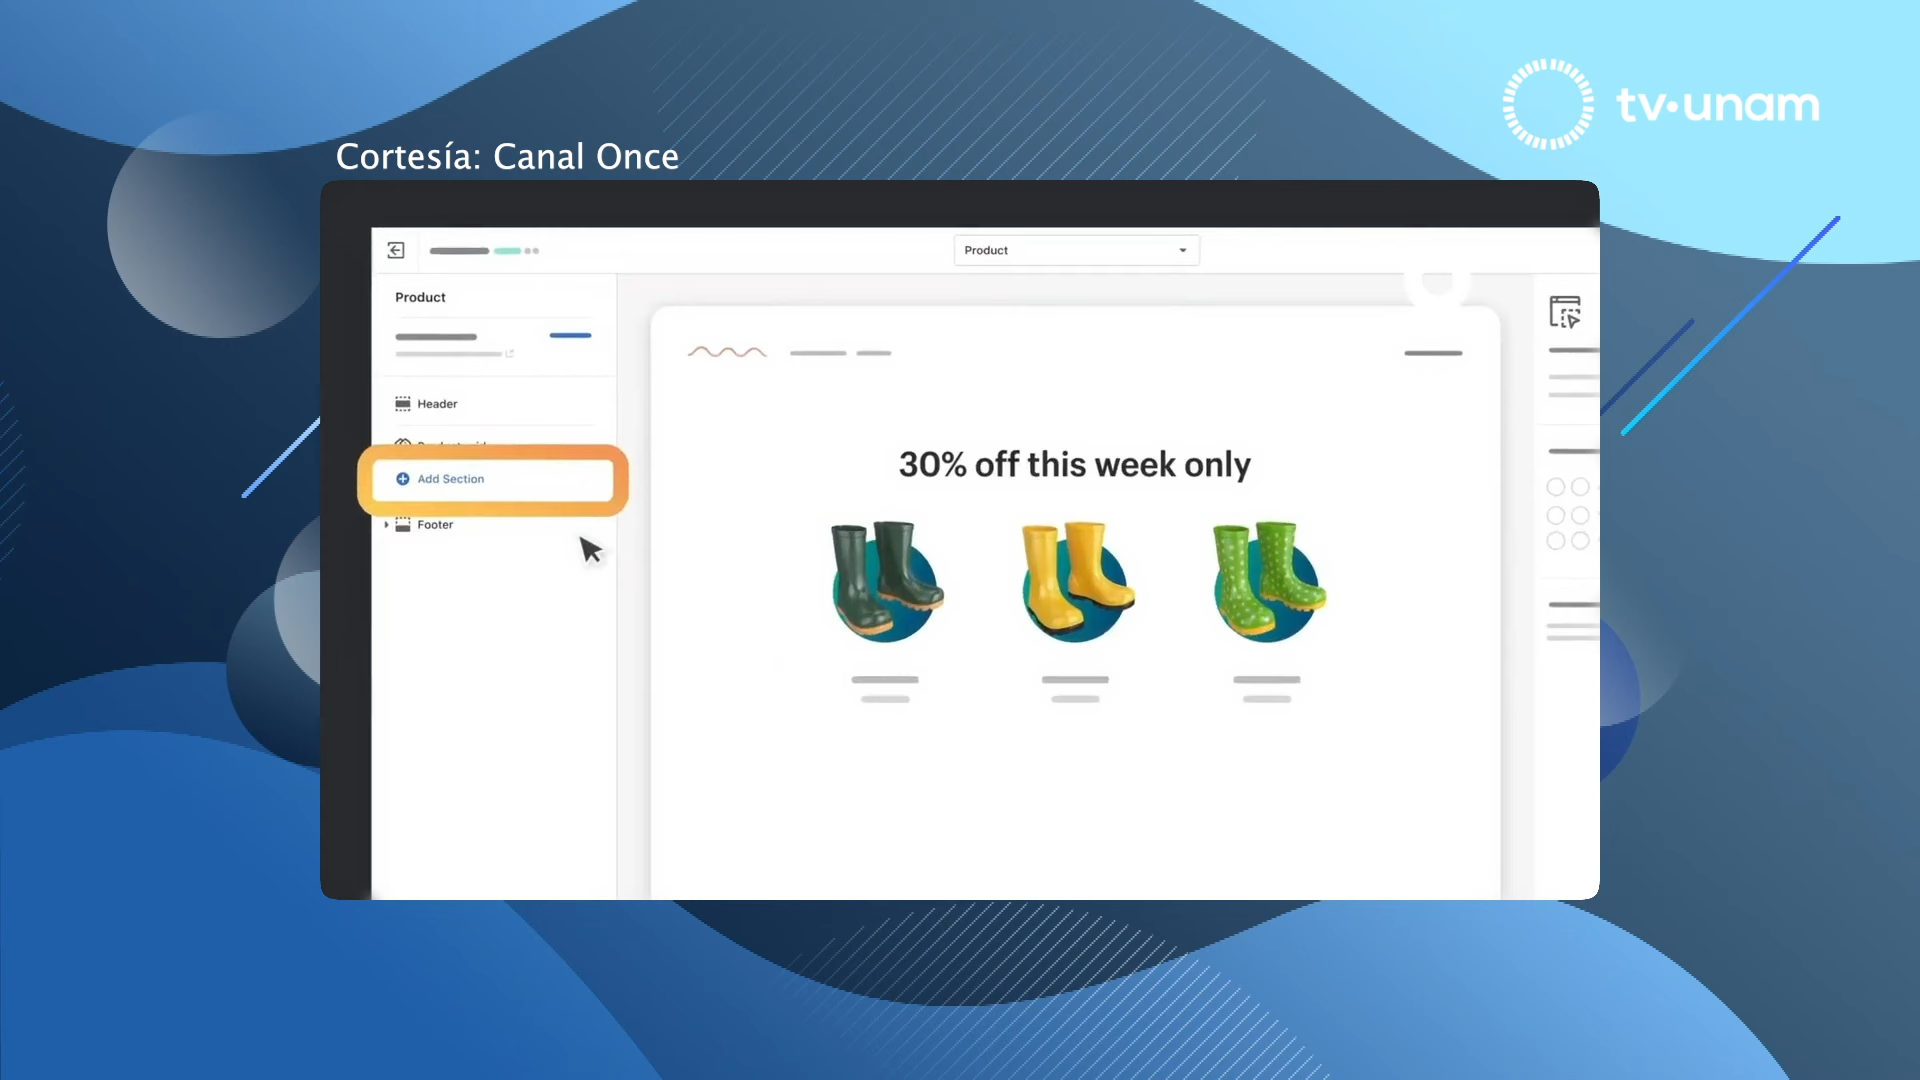 tv•unam
Cortesía: Canal Once
Product
Product
Header
Add Section
Footer
30% off this week only